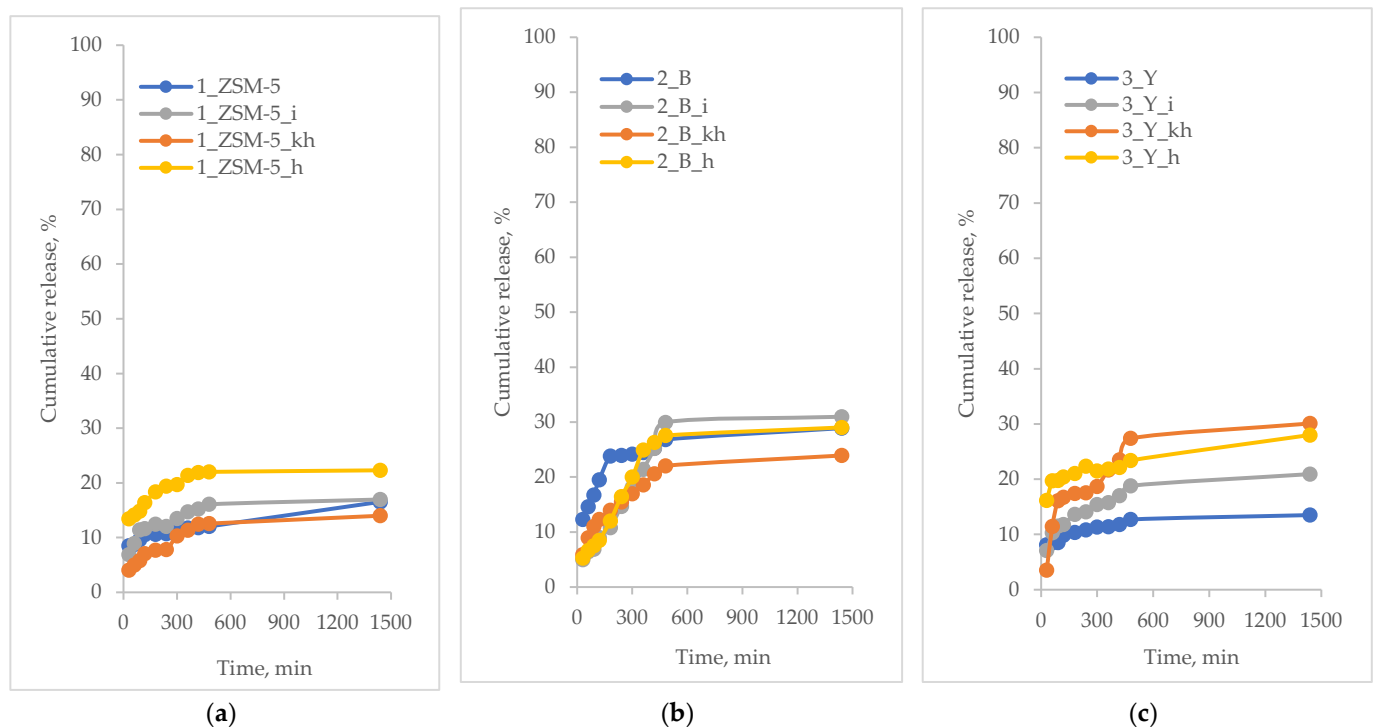 100
90
80
70
60
50
40
30
20
10
0
Cumulative release, %
1_ZSM-5
1_ZSM-5_i
1_ZSM-5_kh
1_ZSM-5_h
0 300 600 900 1200 1500
Time, min
(a)
100
90
80
70
60
50
40
30
20
10
0
Cumulative release, %
2_B
2_B_i
2_B_kh
2_B_h
0 300 600 900 1200 1500
Time, min
(b)
100
90
80
70
60
50
40
30
20
10
0
Cumulative release, %
3_Y
3_Y_i
3_Y_kh
3_Y_h
0 300 600 900 1200 1500
Time, min
(c)